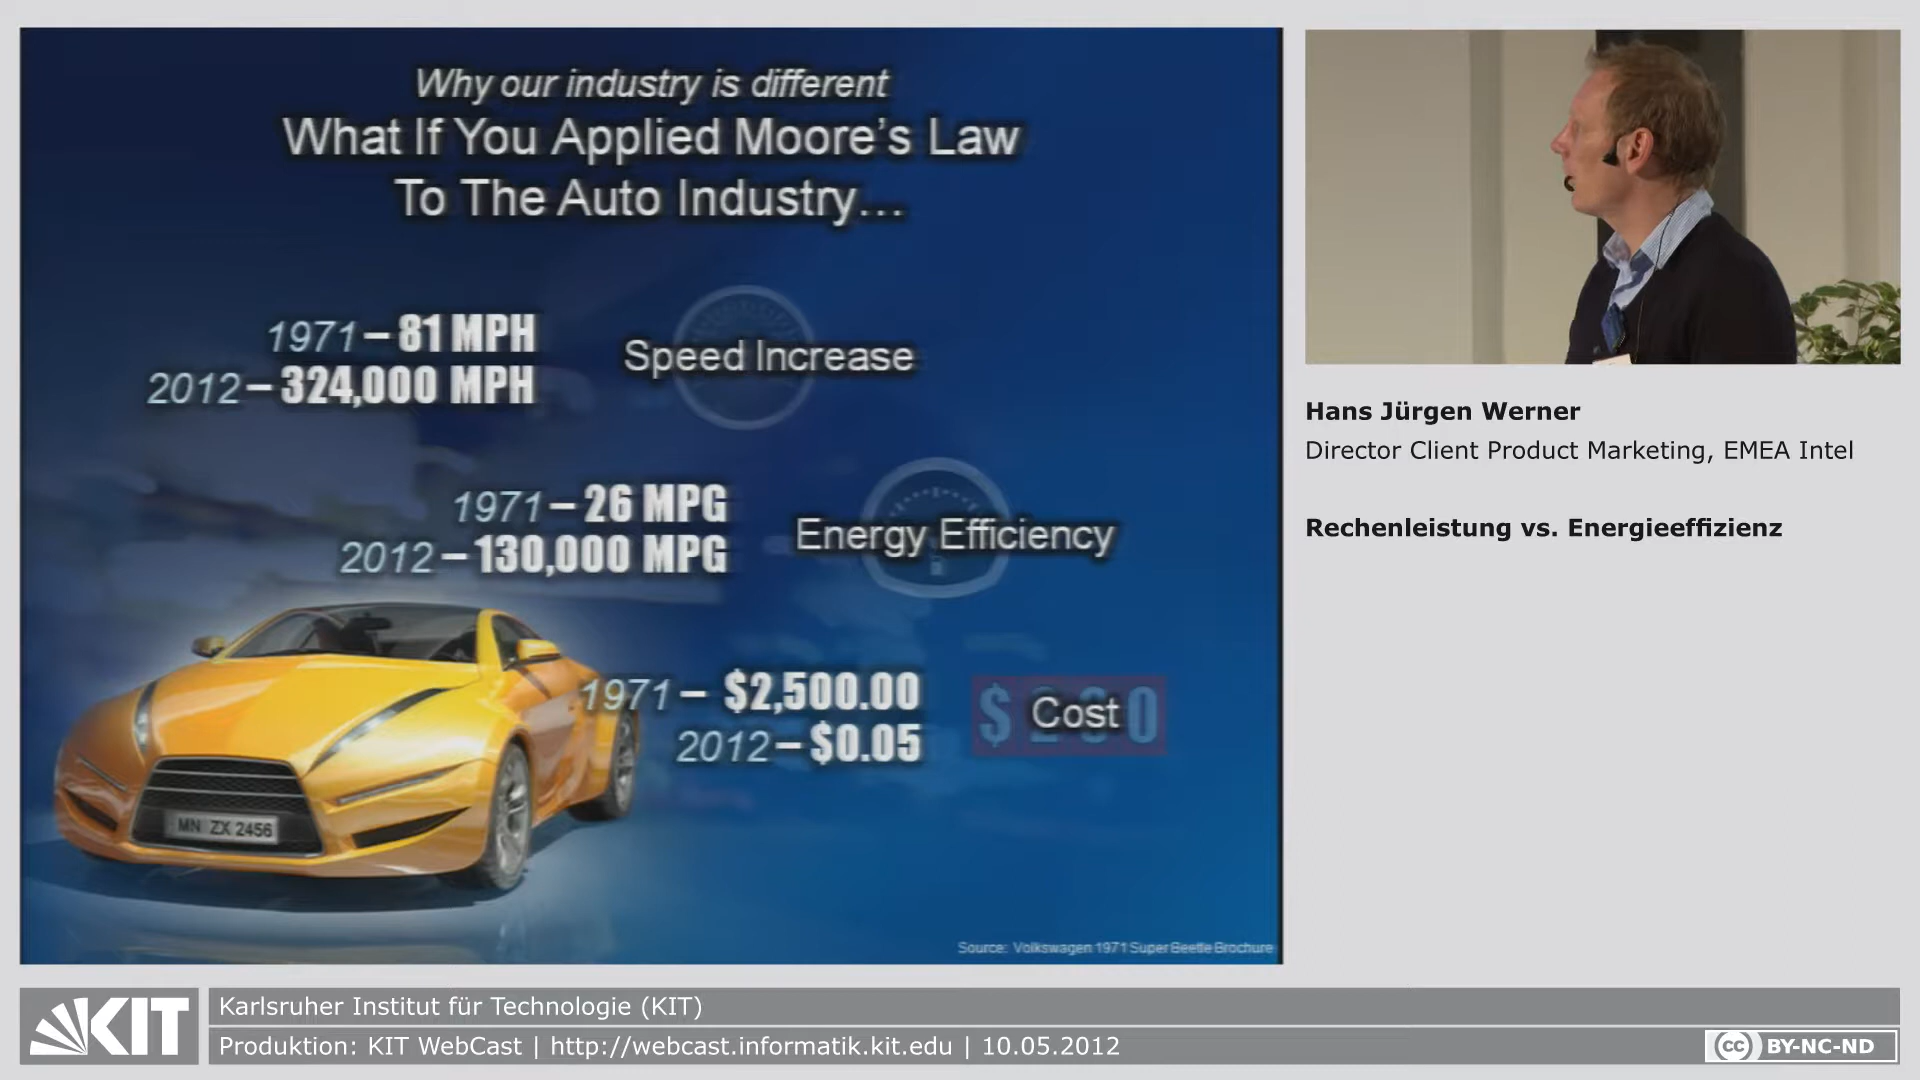 Why our industry is different
What If You Applied Moore's Law
To The Auto Industry...
1971 – 81 MPH
2012 – 324,000 MPH
Speed Increase
1971 – 26 MPG
2012 – 130,000 MPG
Energy Efficiency
1971 – $2,500.00
2012 – $0.05
Cost
MN ZX 2456
Source: Volkswagen 1971 Super Beetle Brochure
Hans Jürgen Werner
Director Client Product Marketing, EMEA Intel
Rechenleistung vs. Energieeffizienz
KIT
Karlsruher Institut für Technologie (KIT)
Produktion: KIT WebCast | http://webcast.informatik.kit.edu | 10.05.2012
cc BY-NC-ND